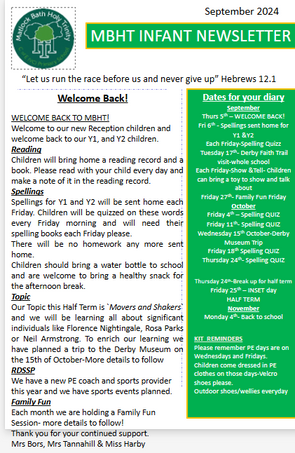 September 2024
Matlock Bath Holy Trinity
MBHT INFANT NEWSLETTER
“Let us run the race before us and never give up” Hebrews 12.1
Welcome Back!
WELCOME BACK TO MBHT!
Welcome to our new Reception children and
welcome back to our Y1, and Y2 children.
Reading
Children will bring home a reading record and a
book. Please read with your child every day and
make a note of it in the reading record.
Spellings
Spellings for Y1 and Y2 will be sent home each
Friday. Children will be quizzed on these words
every Friday morning and will need their
spelling books each Friday please.
There will be no homework any more sent
home.
Children should bring a water bottle to school
and are welcome to bring a healthy snack for
the afternoon break.
Topic
Our Topic this Half Term is `Movers and Shakers`
and we will be learning all about significant
individuals like Florence Nightingale, Rosa Parks
or Neil Armstrong. To enrich our learning we
have planned a trip to the Derby Museum on
the 15th of October-More details to follow
RDSSP
We have a new PE coach and sports provider
this year and we have sports events planned.
Family Fun
Each month we are holding a Family Fun
Session- more details to follow!
Thank you for your continued support.
Mrs Bors, Mrs Tannahill & Miss Harby
Dates for your diary
September
Thurs 5th – WELCOME BACK!
Fri 6th - Spellings sent home for
Y1 &Y2
Each Friday-Spelling Quizz
Tuesday 17th- Derby Faith Trail
visit-whole school
Each Friday-Show &Tell- Children
can bring a toy to show and talk
about
Friday 27th- Family Fun Friday
October
Friday 4th – Spelling QUIZ
Friday 11th- Spelling QUIZ
Wednesday 15th October-Derby
Museum Trip
Friday 18th Spelling QUIZ
Thursday 24th- Spelling QUIZ
Thursday 24th-Break up for half term
Friday 25th – INSET day
HALF TERM
November
Monday 4th- Back to school
KIT REMINDERS
Please remember PE days are on
Wednesdays and Fridays.
Children come dressed in PE
clothes on those days-Velcro
shoes please.
Outdoor shoes/wellies everyday